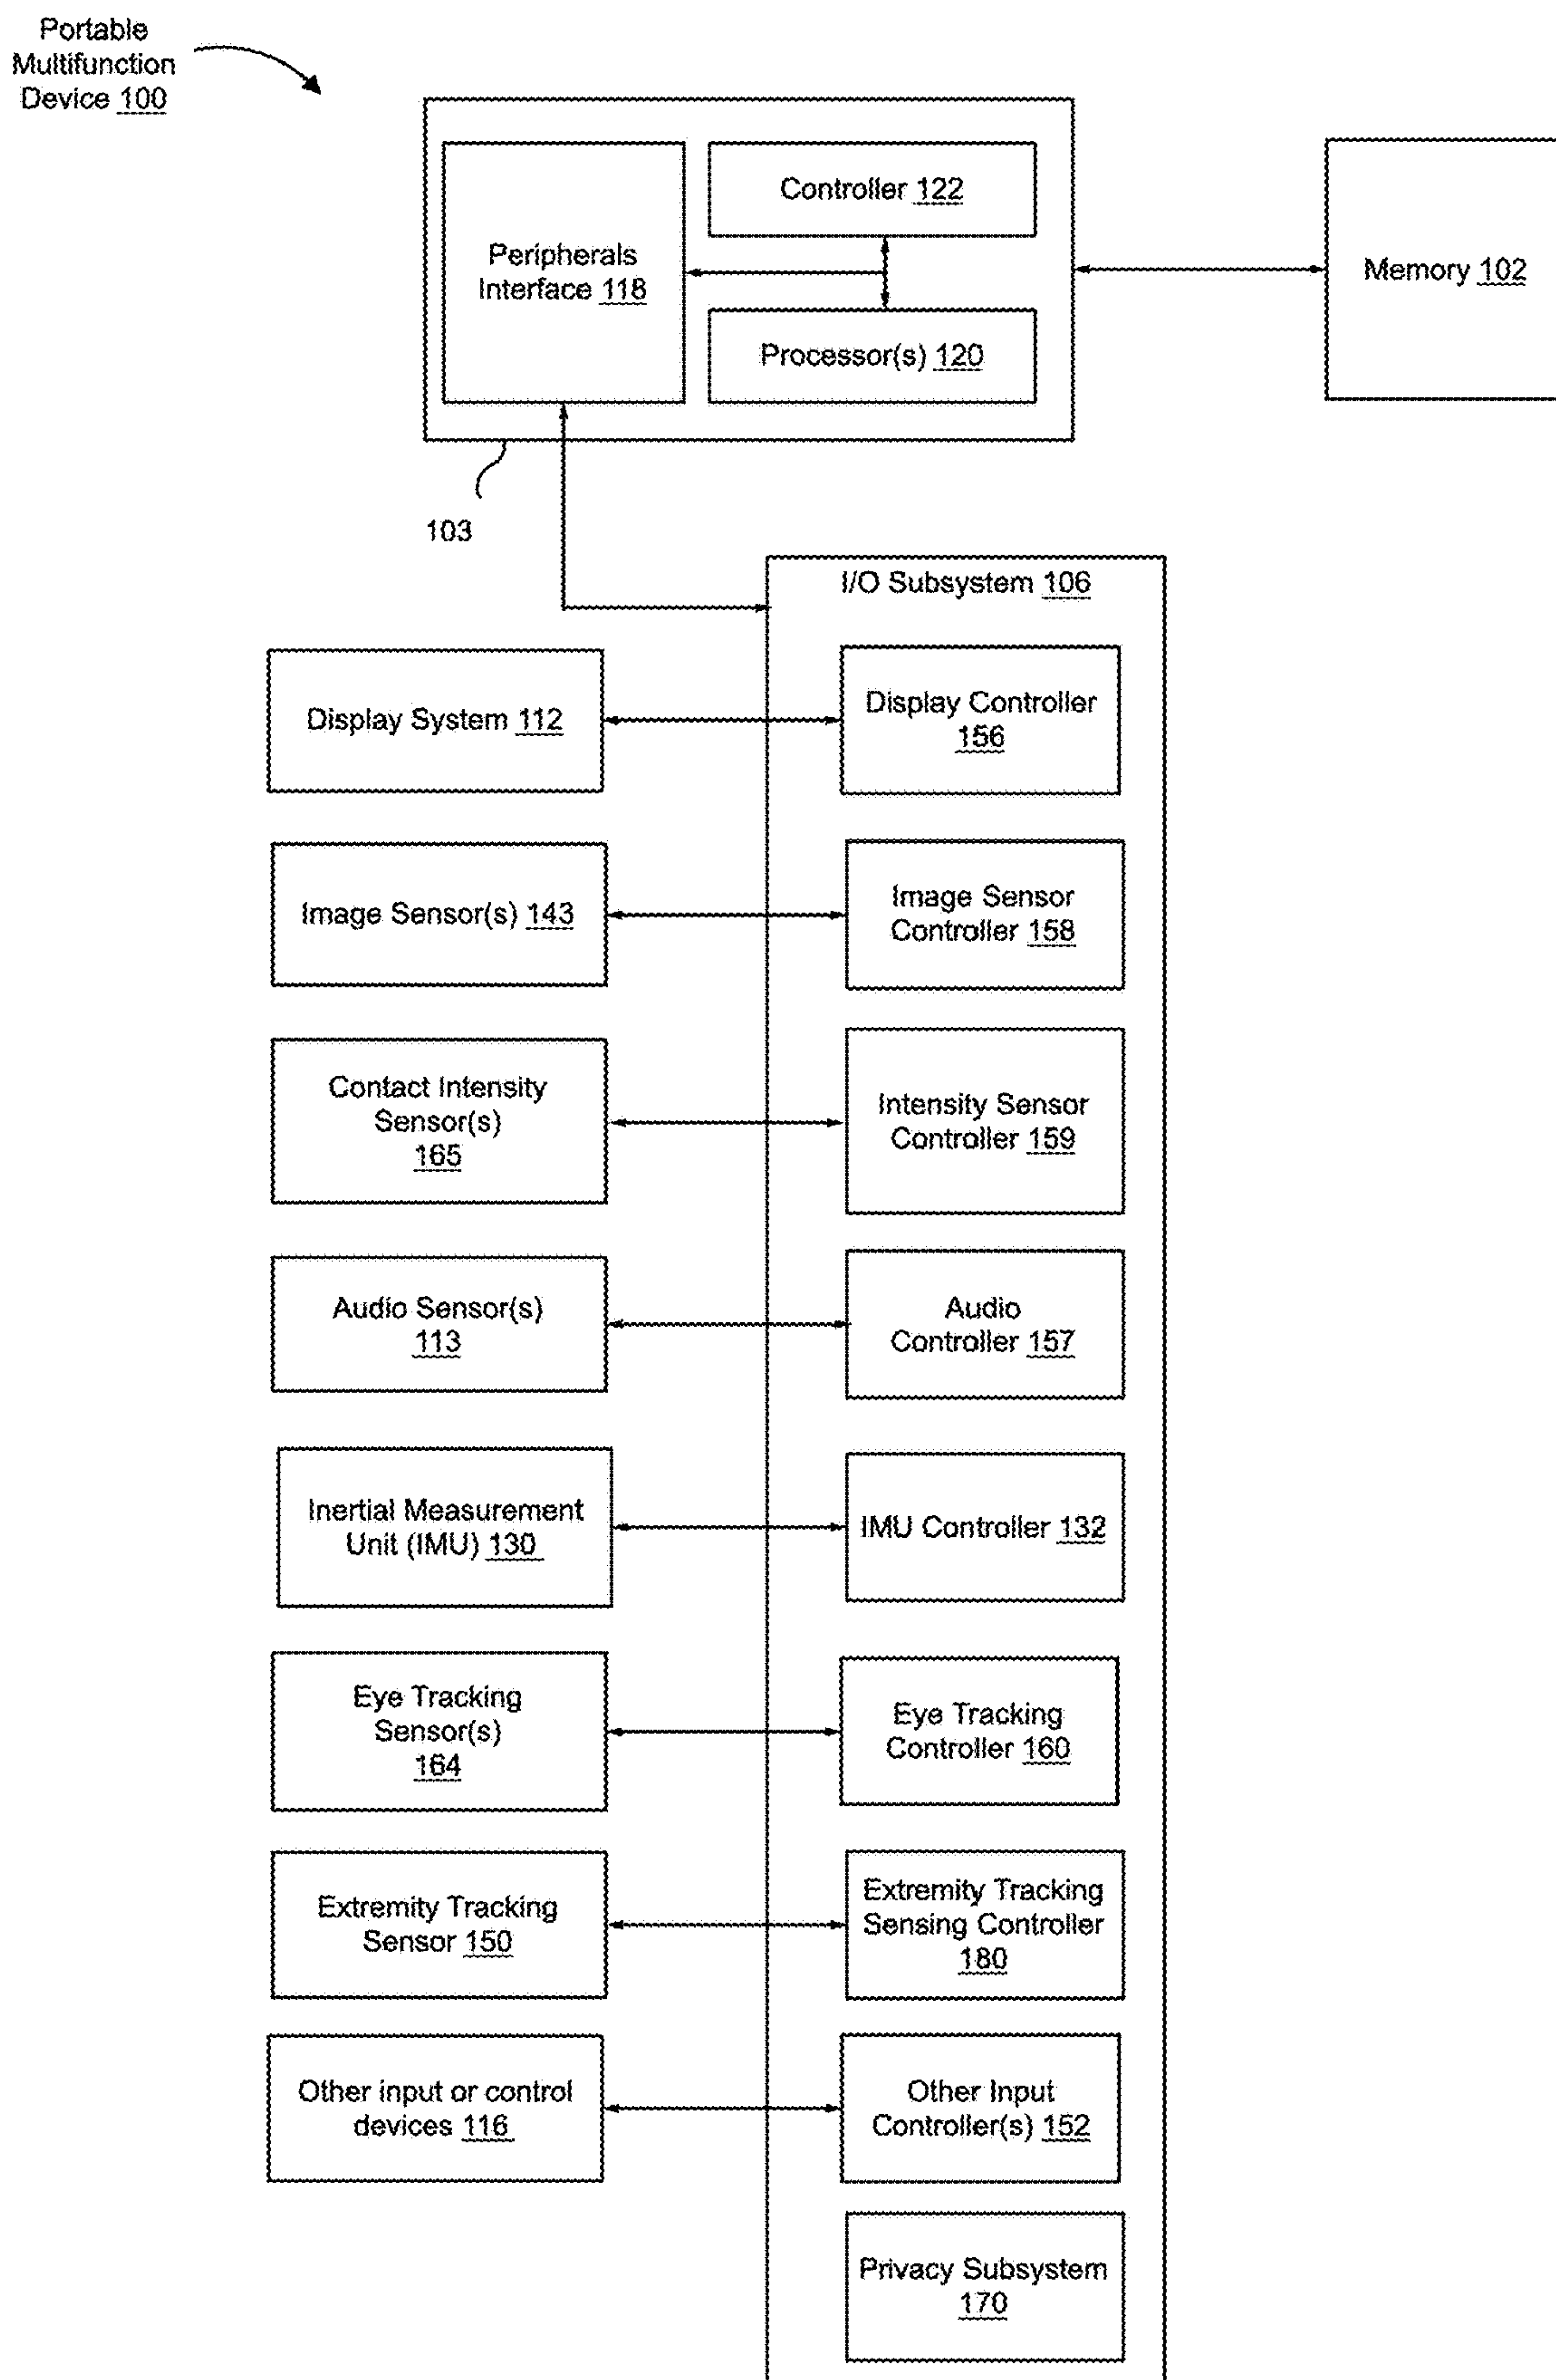 Portable
Multifunction
Device 100
Controller 122
Peripherals
Interface 118
Processor(s) 120
Memory 102
103
I/O Subsystem 106
Display System 112
Display Controller
156
Image Sensor(s) 143
Image Sensor
Controller 158
Contact Intensity
Sensor(s)
165
Intensity Sensor
Controller 159
Audio Sensor(s)
113
Audio
Controller 157
Inertial Measurement
Unit (IMU) 130
IMU Controller 132
Eye Tracking
Sensor(s)
164
Eye Tracking
Controller 160
Extremity Tracking
Sensor 150
Extremity Tracking
Sensing Controller
180
Other input or control
devices 116
Other Input
Controller(s) 152
Privacy Subsystem
170